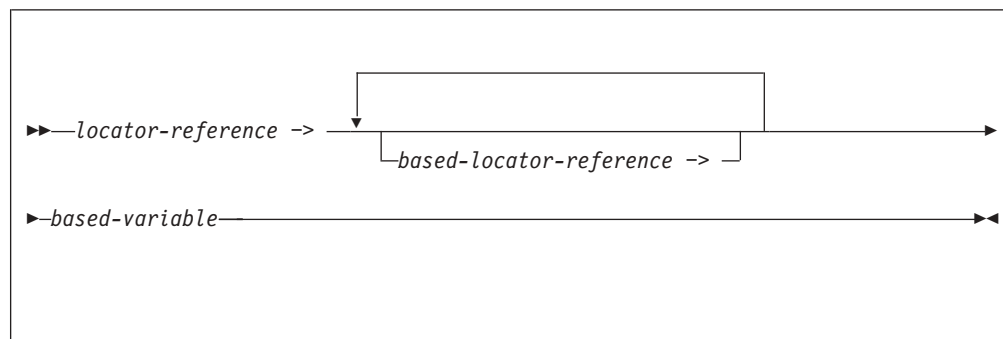 locator-reference –>
based-locator-reference –>
based-variable